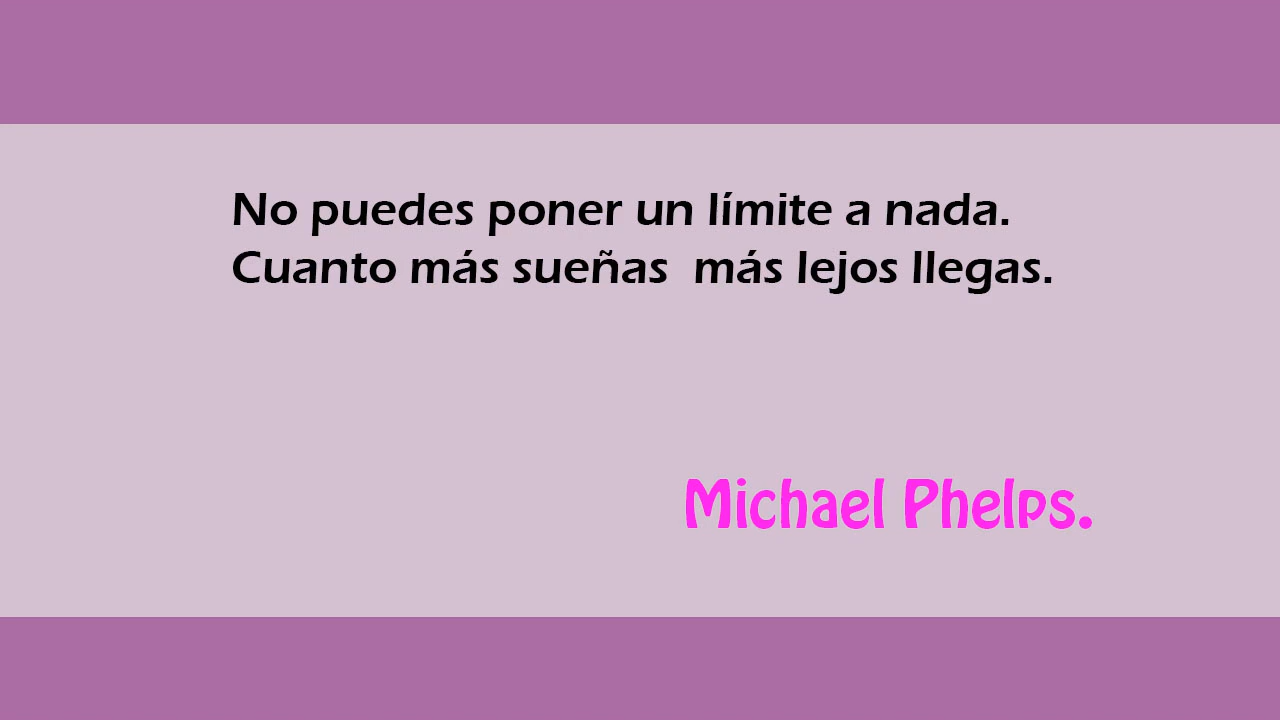 No puedes poner un límite a nada.
Cuanto más sueñas  más lejos llegas.
Michael Phelps.